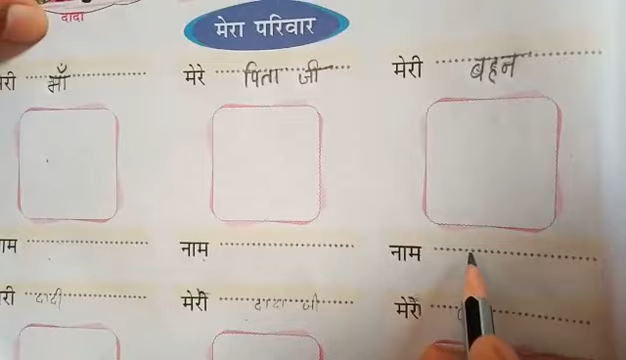 दादा
मेरा परिवार
मेरी माँ मेरे पिता जी मेरी बहन
नाम नाम नाम
मेरी दादी मेरे दादा जी मेरे